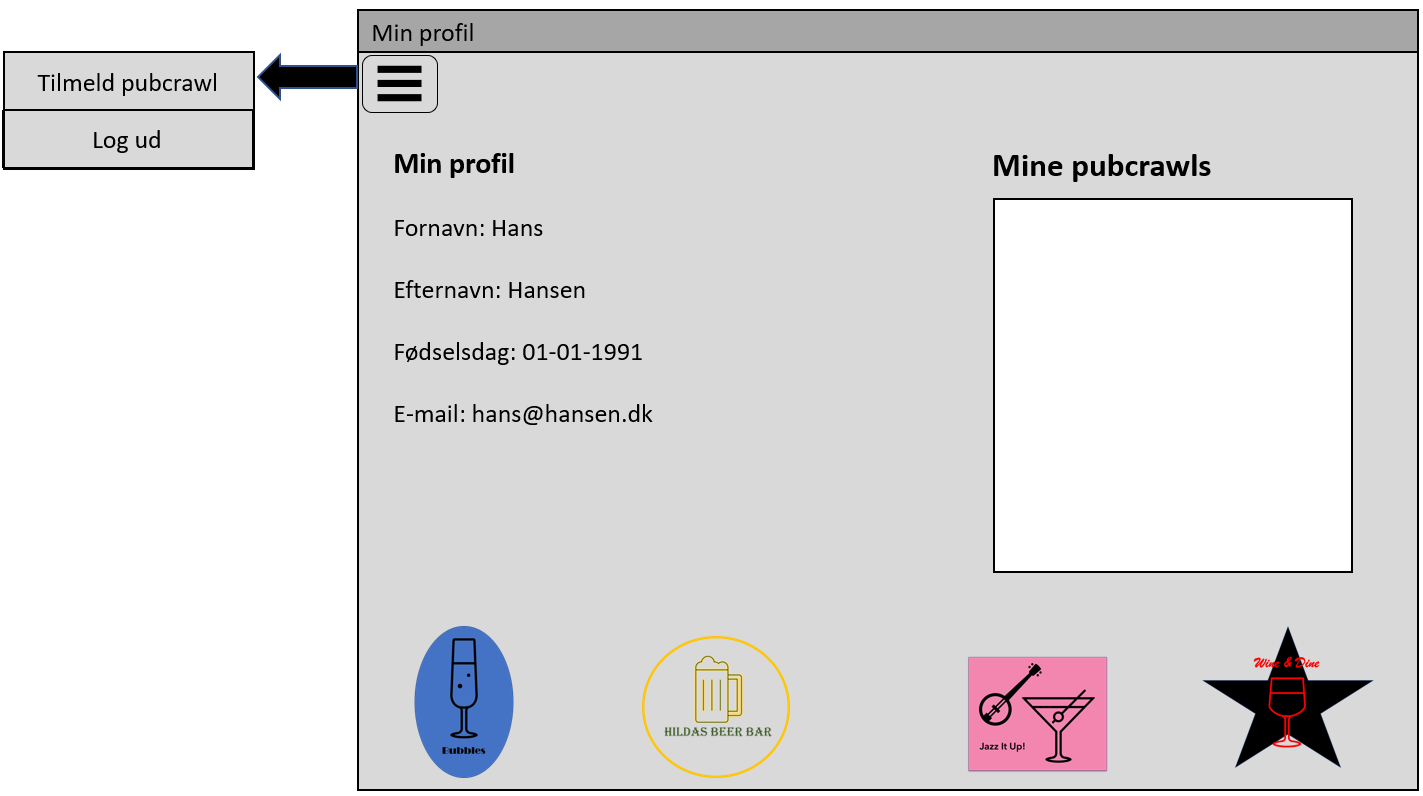 Min profil
Tilmeld pubcrawl
Log ud
Min profil
Fornavn: Hans
Efternavn: Hansen
Fødselsdag: 01-01-1991
E-mail: hans@hansen.dk
Mine pubcrawls
Bubbles
HILDAS BEER BAR
Jazz It Up!
Wine & Dine